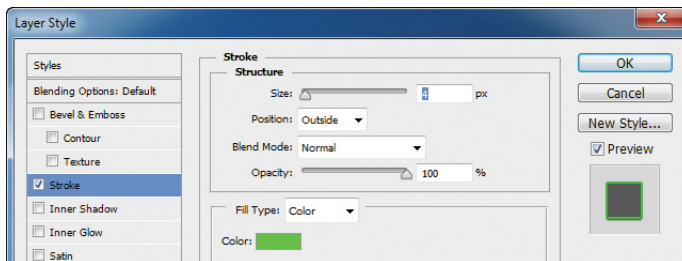 Layer Style
Styles
Blending Options: Default
Bevel & Emboss
Contour
Texture
Stroke
Inner Shadow
Inner Glow
Satin
Stroke
Structure
Size: 4 px
Position: Outside
Blend Mode: Normal
Opacity: 100 %
Fill Type: Color
Color:
OK
Cancel
New Style...
Preview